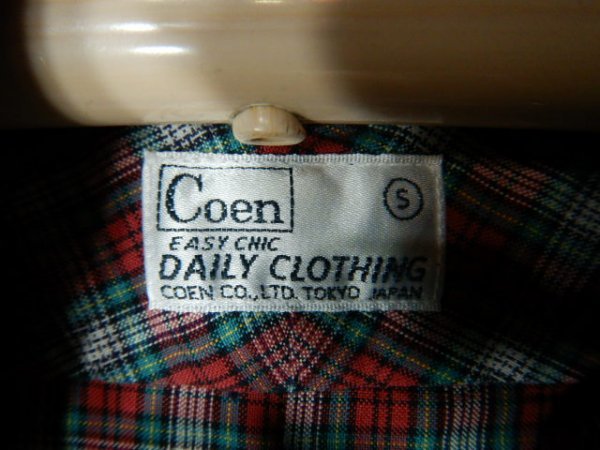 Coen S
EASY CHIC
DAILY CLOTHING
COEN CO., LTD. TOKYO JAPAN